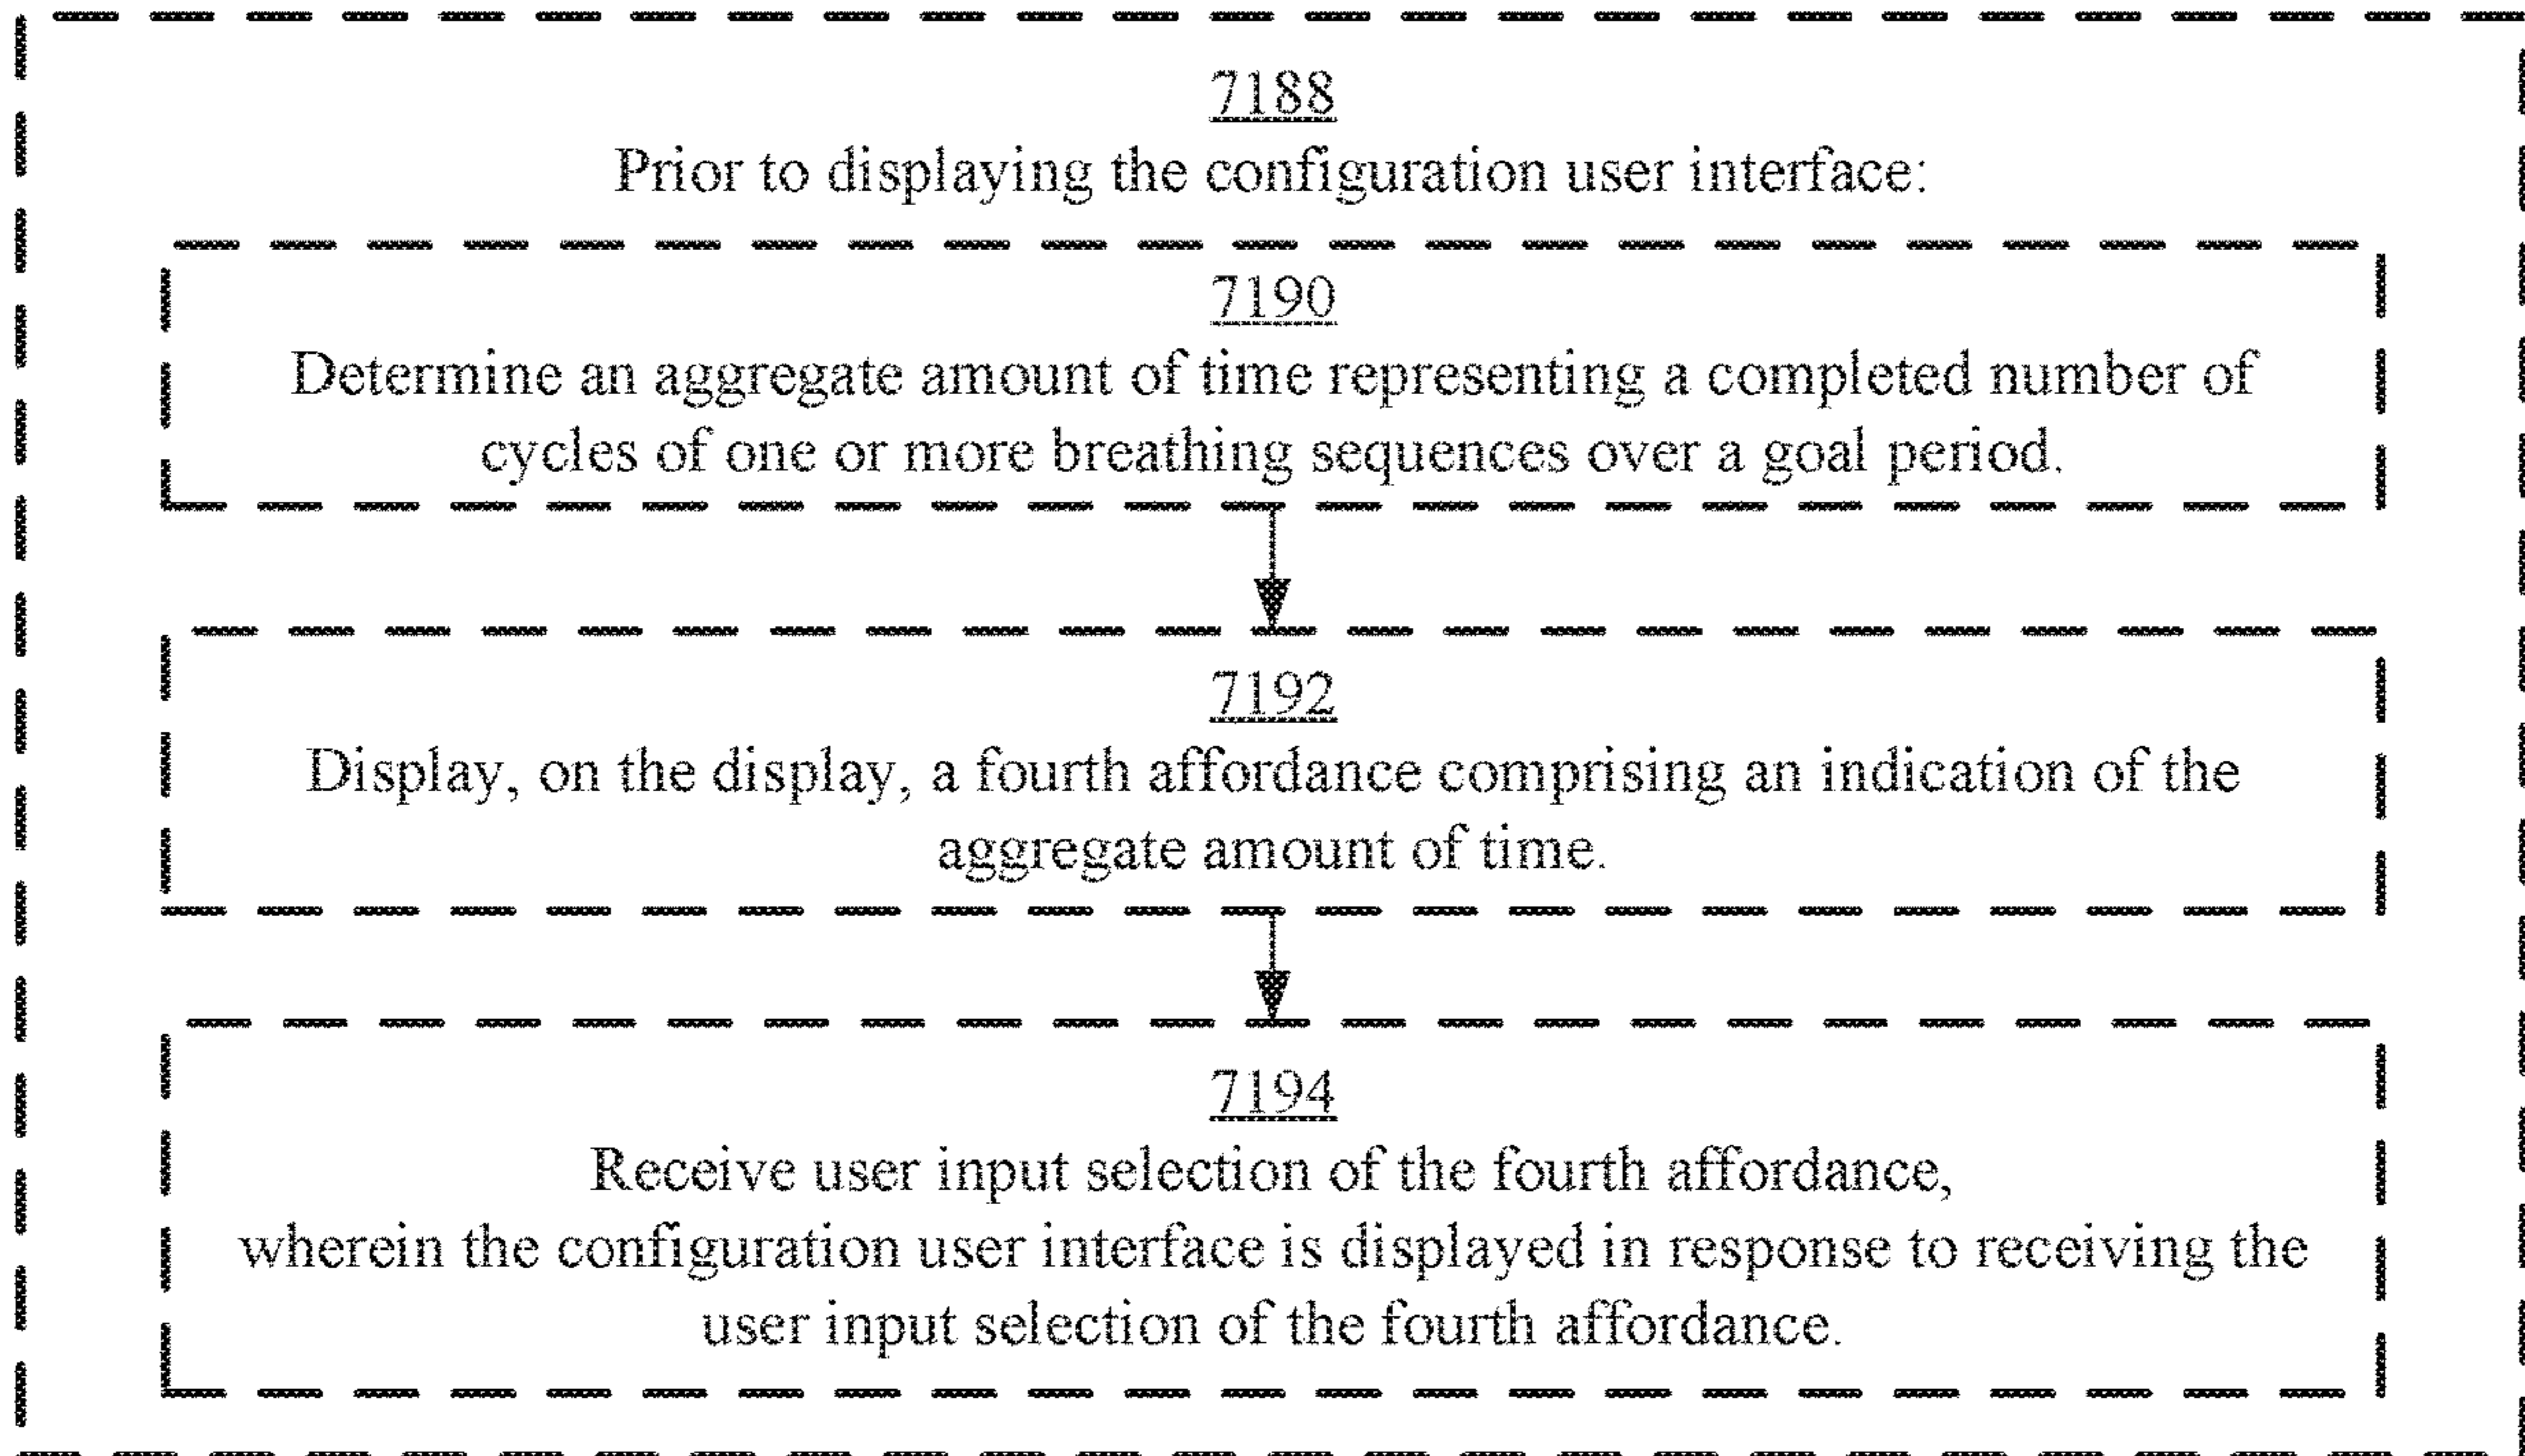 7188
Prior to displaying the configuration user interface:
7190
Determine an aggregate amount of time representing a completed number of
cycles of one or more breathing sequences over a goal period.
7192
Display, on the display, a fourth affordance comprising an indication of the
aggregate amount of time.
7194
Receive user input selection of the fourth affordance,
wherein the configuration user interface is displayed in response to receiving the
user input selection of the fourth affordance.